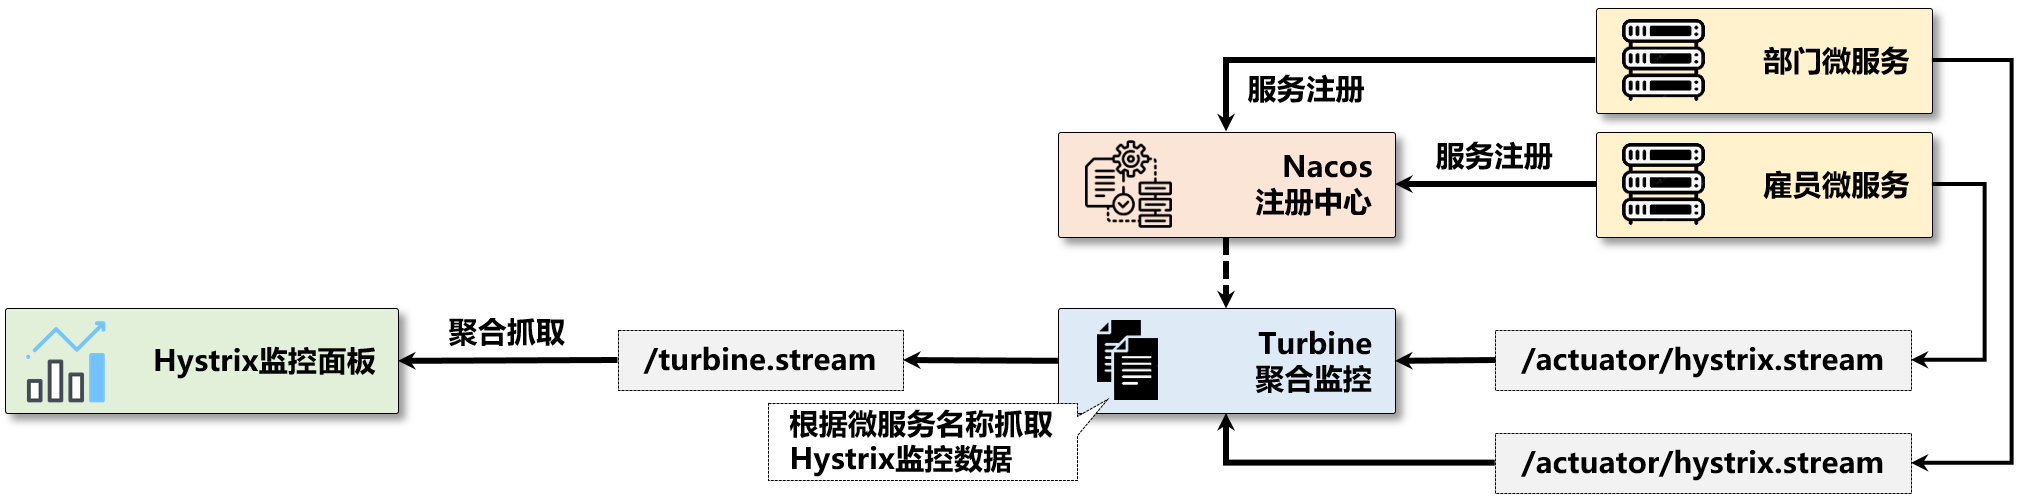 部门微服务
服务注册
Nacos
注册中心
服务注册
雇员微服务
Hystrix监控面板
聚合抓取
/turbine.stream
Turbine
聚合监控
/actuator/hystrix.stream
根据微服务名称抓取
Hystrix监控数据
/actuator/hystrix.stream